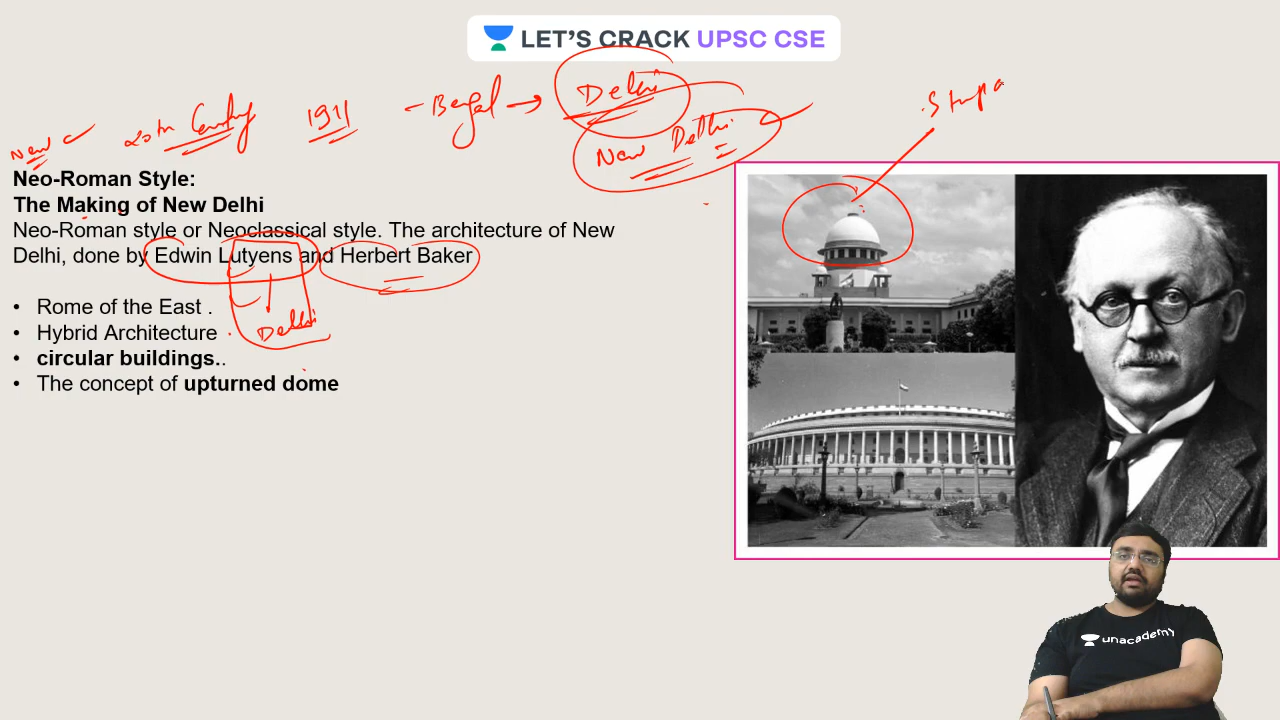 LET'S CRACK UPSC CSE
20th Century 1911 - Bengal → Delhi
New Delhi
Stupa
New
Neo-Roman Style:
The Making of New Delhi
Neo-Roman style or Neoclassical style. The architecture of New
Delhi, done by Edwin Lutyens and Herbert Baker
• Rome of the East .
• Hybrid Architecture
Delhi
• circular buildings..
• The concept of upturned dome
unacademy